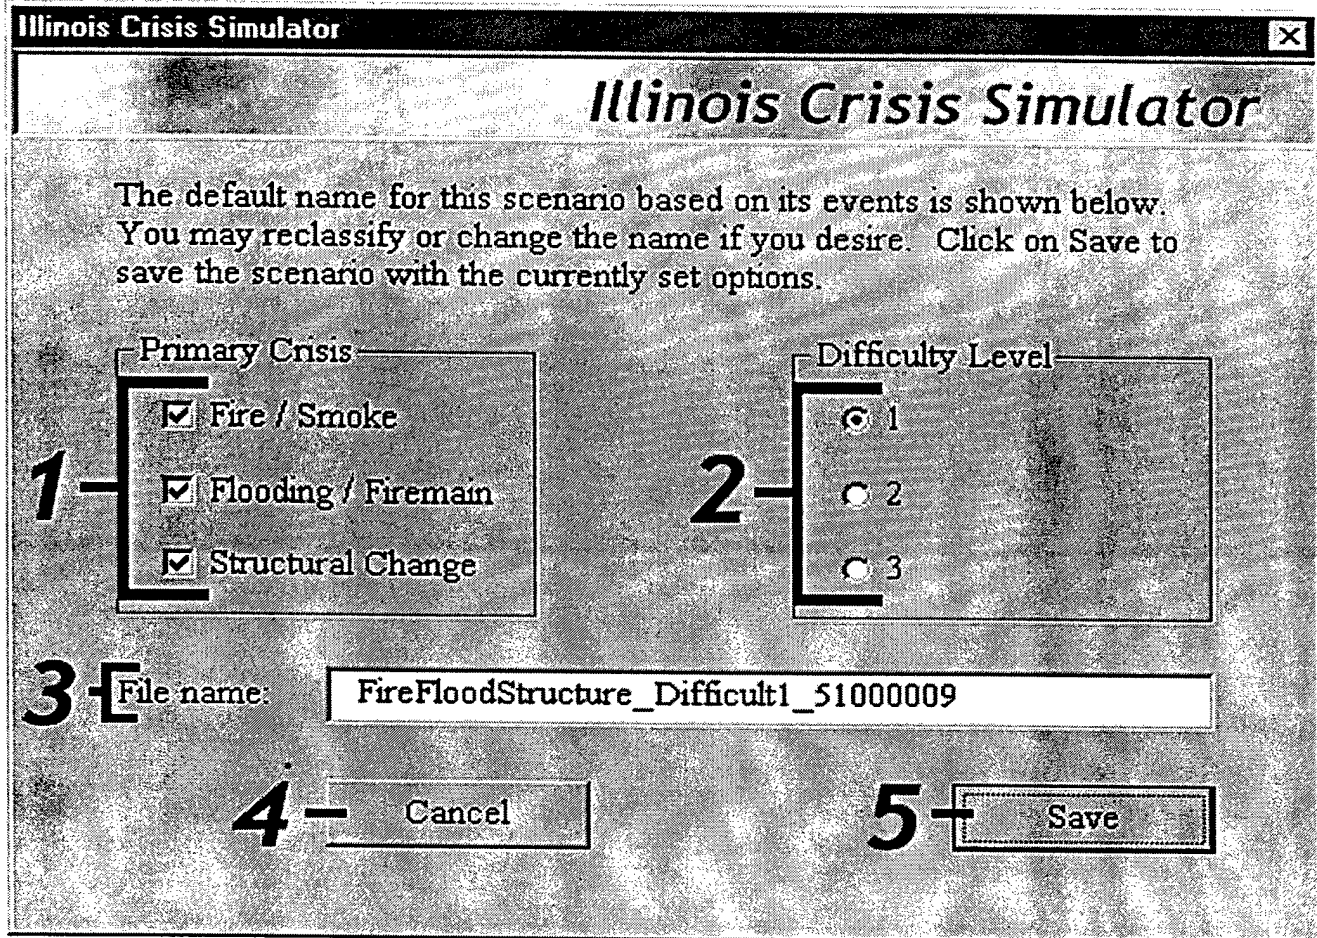 Illinois Crisis Simulator
Illinois Crisis Simulator
The default name for this scenario based on its events is shown below.
You may reclassify or change the name if you desire. Click on Save to
save the scenario with the currently set options.
Primary Crisis
Difficulty Level
1
Fire / Smoke
Flooding / Firemain
Structural Change
2
1
2
3
3
File name:
FireFloodStructure_Difficult1_51000009
4
Cancel
5
Save